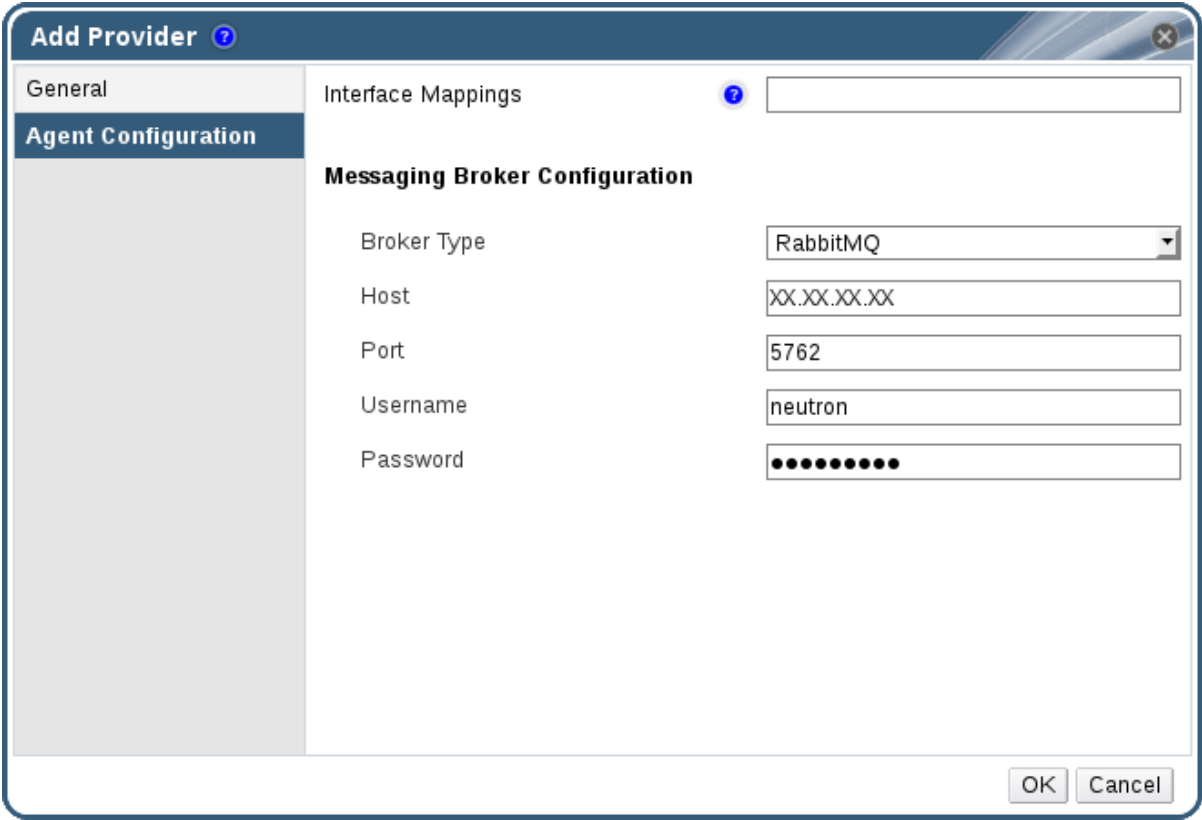 Add Provider ?
General
Agent Configuration
Interface Mappings ?
Messaging Broker Configuration
Broker Type RabbitMQ
Host XX.XX.XX.XX
Port 5762
Username neutron
Password ●●●●●●●●●
OK Cancel